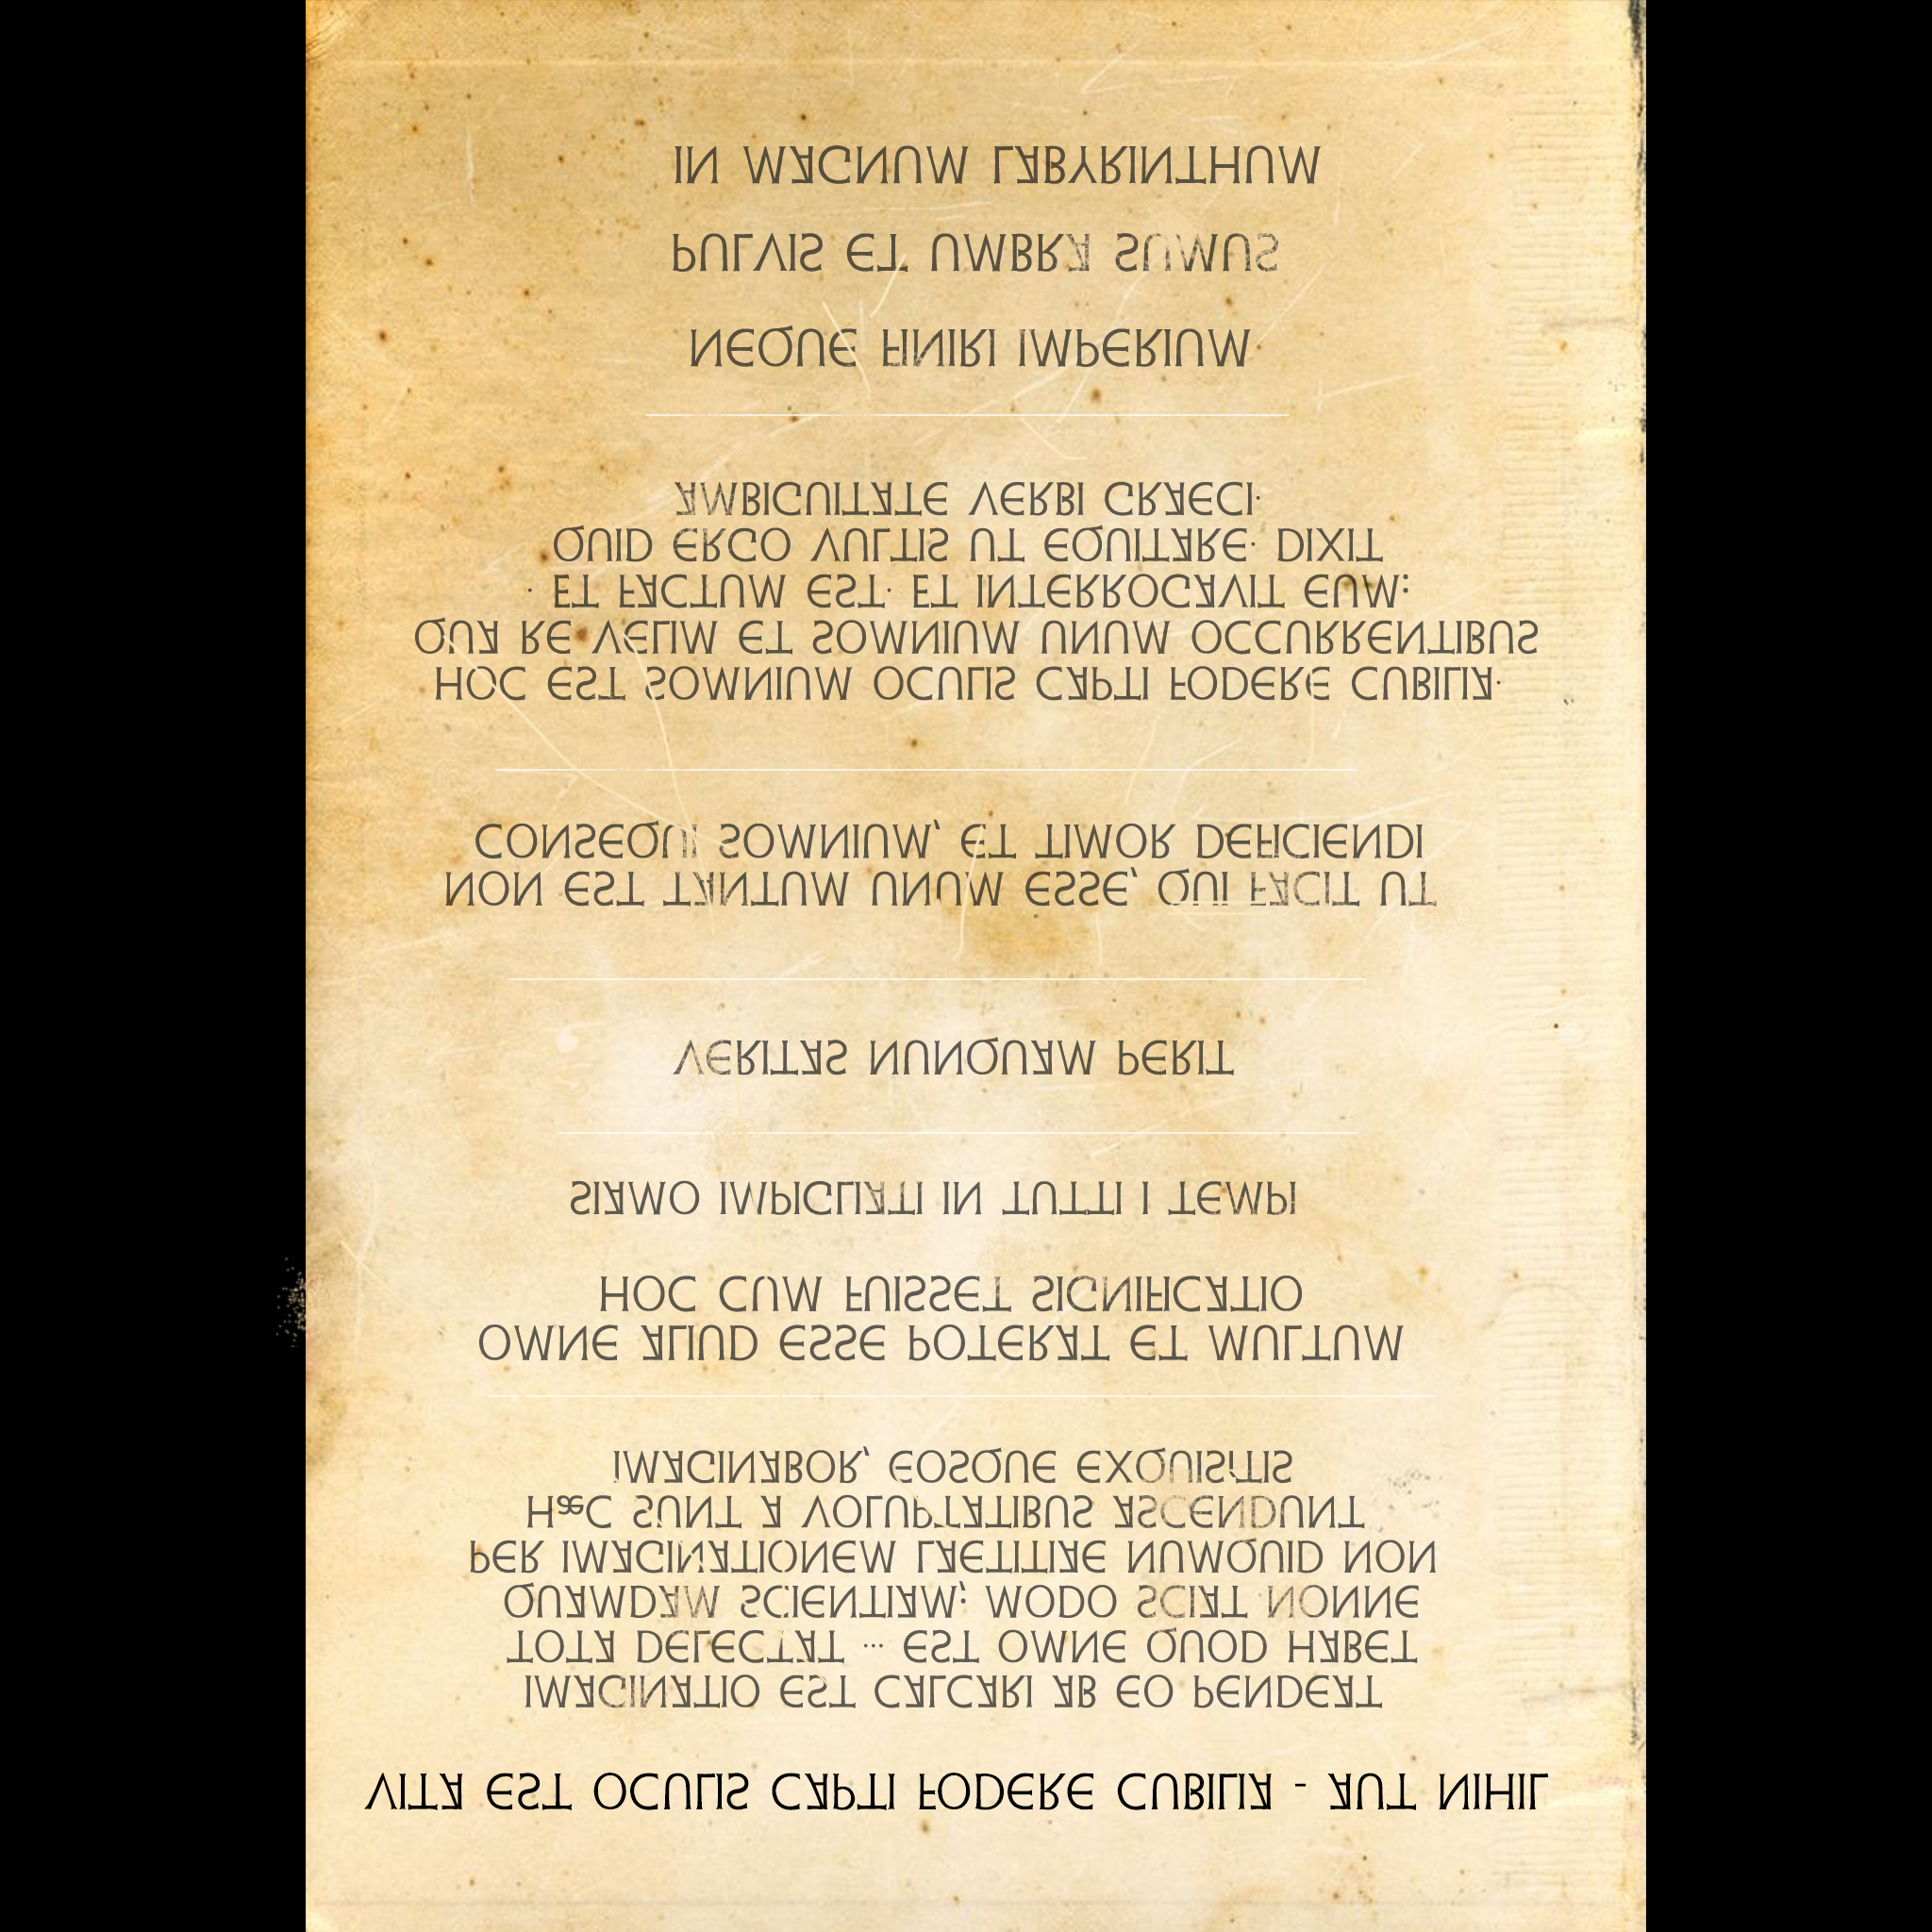 VITA EST OCULIS CAPTI FODERE CUBILIA - AUT NIHIL
IMAGINATIO EST CALCARI AB EO PENDEAT
TOTA DELECTAT ... EST OMNE QUOD HABET
QUAMDAM SCIENTIAM; MODO SCIAT NONNE
PER IMAGINATIONEM LAETITIAE NUMQUID NON
HæC SUNT A VOLUPTATIBUS ASCENDUNT
IMAGINABOR, EOSQUE EXQUISITIS
OMNE ALIUD ESSE POTERAT ET MULTUM
HOC CUM FUISSET SIGNIFICATIO
SIAMO IMPIGLIATI IN TUTTI I TEMPI
VERITAS NUNQUAM PERIT
NON EST TANTUM UNUM ESSE, QUI FACIT UT
CONSEQUI SOMNIUM, ET TIMOR DEFICIENDI
HOC EST SOMNIUM OCULIS CAPTI FODERE CUBILIA.
QUA RE VELIM ET SOMNIUM UNUM OCCURRENTIBUS
. ET FACTUM EST. ET INTERROGAVIT EUM:
QUID ERGO VULTIS UT EQUITARE. DIXIT
AMBIGUITATE VERBI GRAECI.
NEQUE FINIRI IMPERIUM
PULVIS ET UMBRA SUMUS
IN MAGNUM LABYRINTHUM